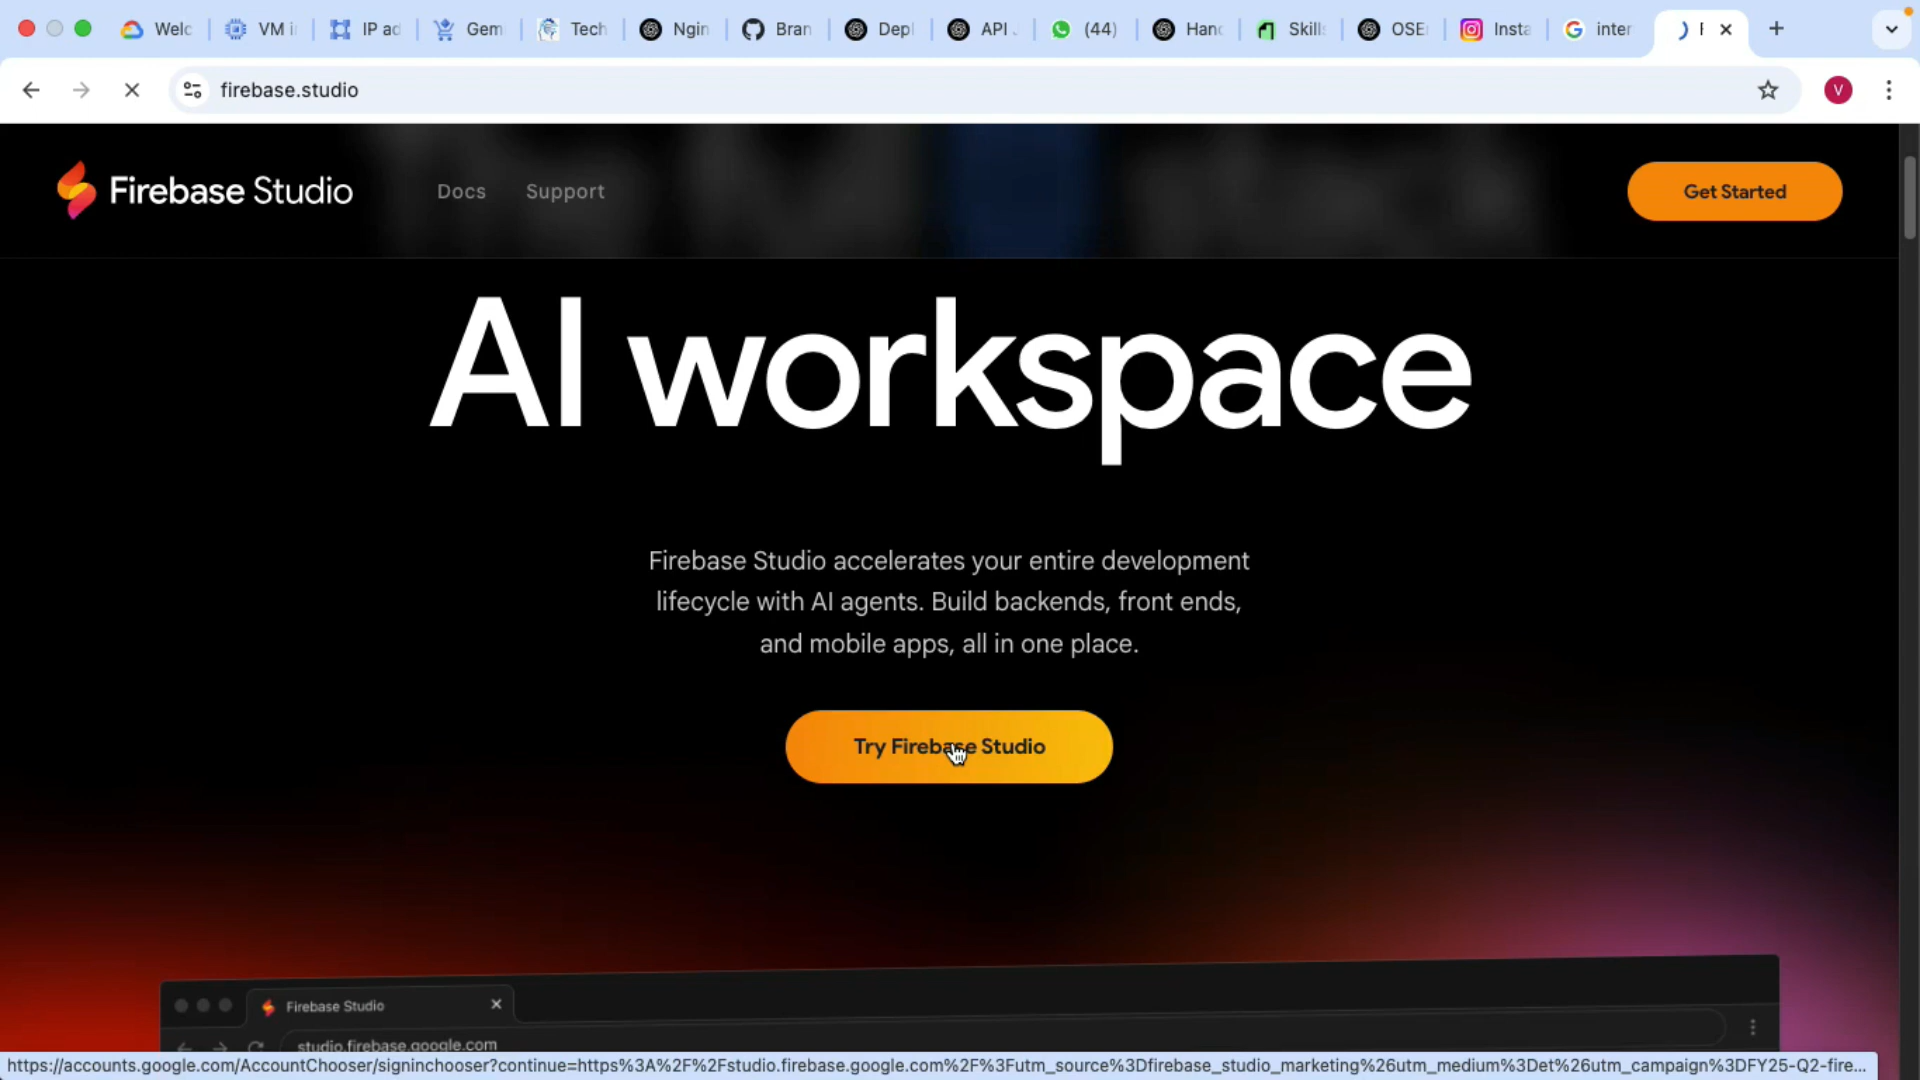 Welc
VM i
IP ad
Gem
Tech
Ngin
Bran
Depl
API
(44)
Hand
Skills
OSE
Insta
inter
firebase.studio
V
Firebase Studio
Docs
Support
Get Started
AI workspace
Firebase Studio accelerates your entire development
lifecycle with AI agents. Build backends, front ends,
and mobile apps, all in one place.
Try Firebase Studio
Firebase Studio
studio.firebase.google.com
https://accounts.google.com/AccountChooser/signinchooser?continue=https%3A%2F%2Fstudio.firebase.google.com%2F%3Futm_source%3Dfirebase_studio_marketing%26utm_medium%3Det%26utm_campaign%3DFY25-Q2-fire...